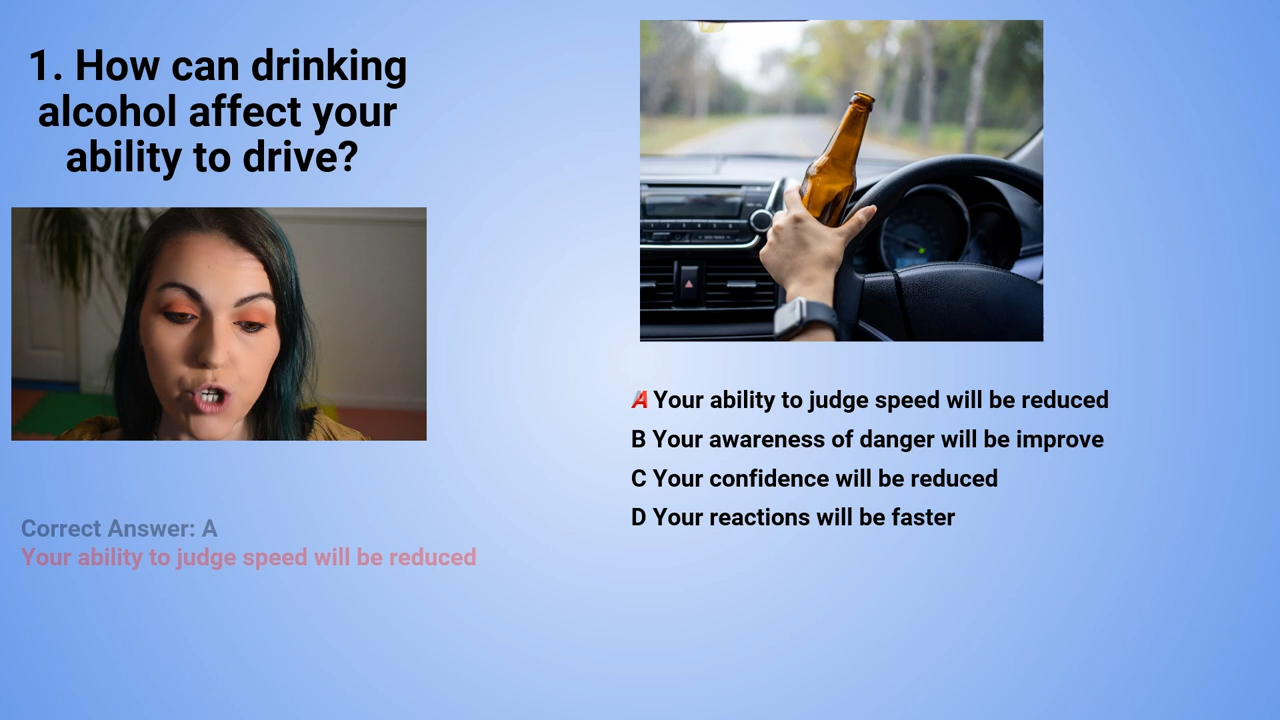 1. How can drinking
alcohol affect your
ability to drive?
A Your ability to judge speed will be reduced
B Your awareness of danger will be improve
C Your confidence will be reduced
D Your reactions will be faster
Correct Answer: A
Your ability to judge speed will be reduced